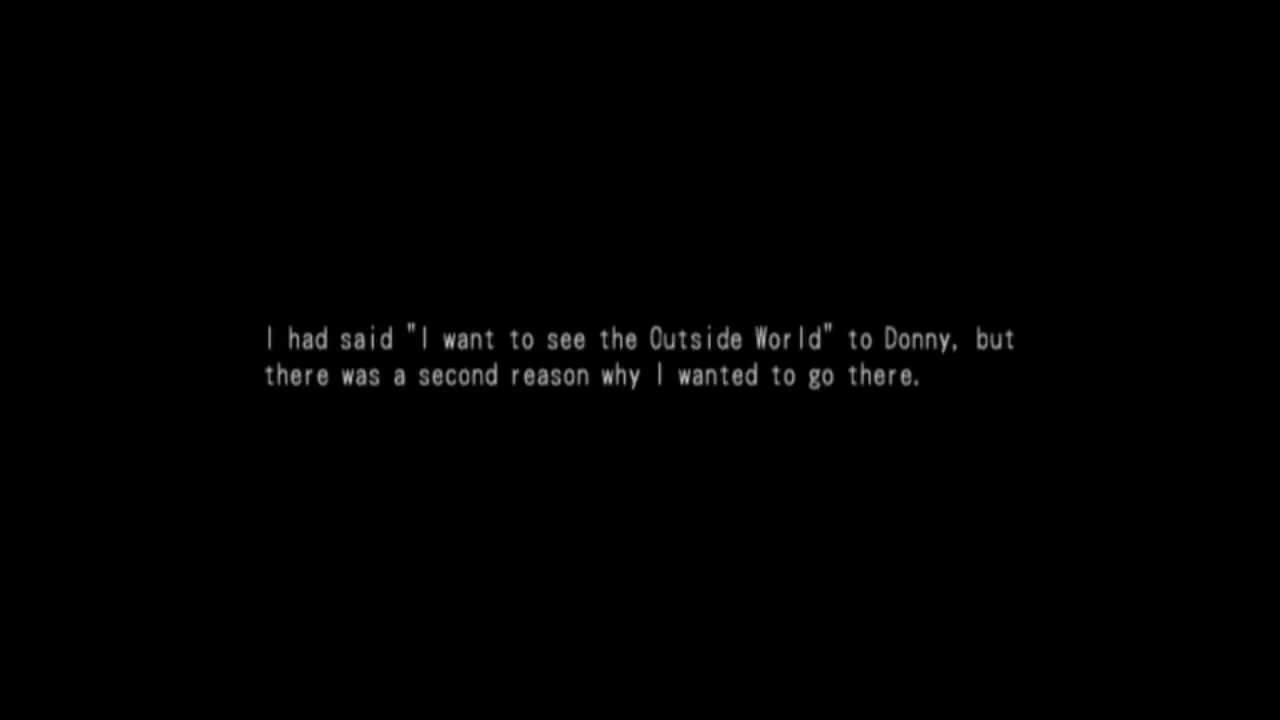 I had said "I want to see the Outside World" to Donny, but
there was a second reason why I wanted to go there.